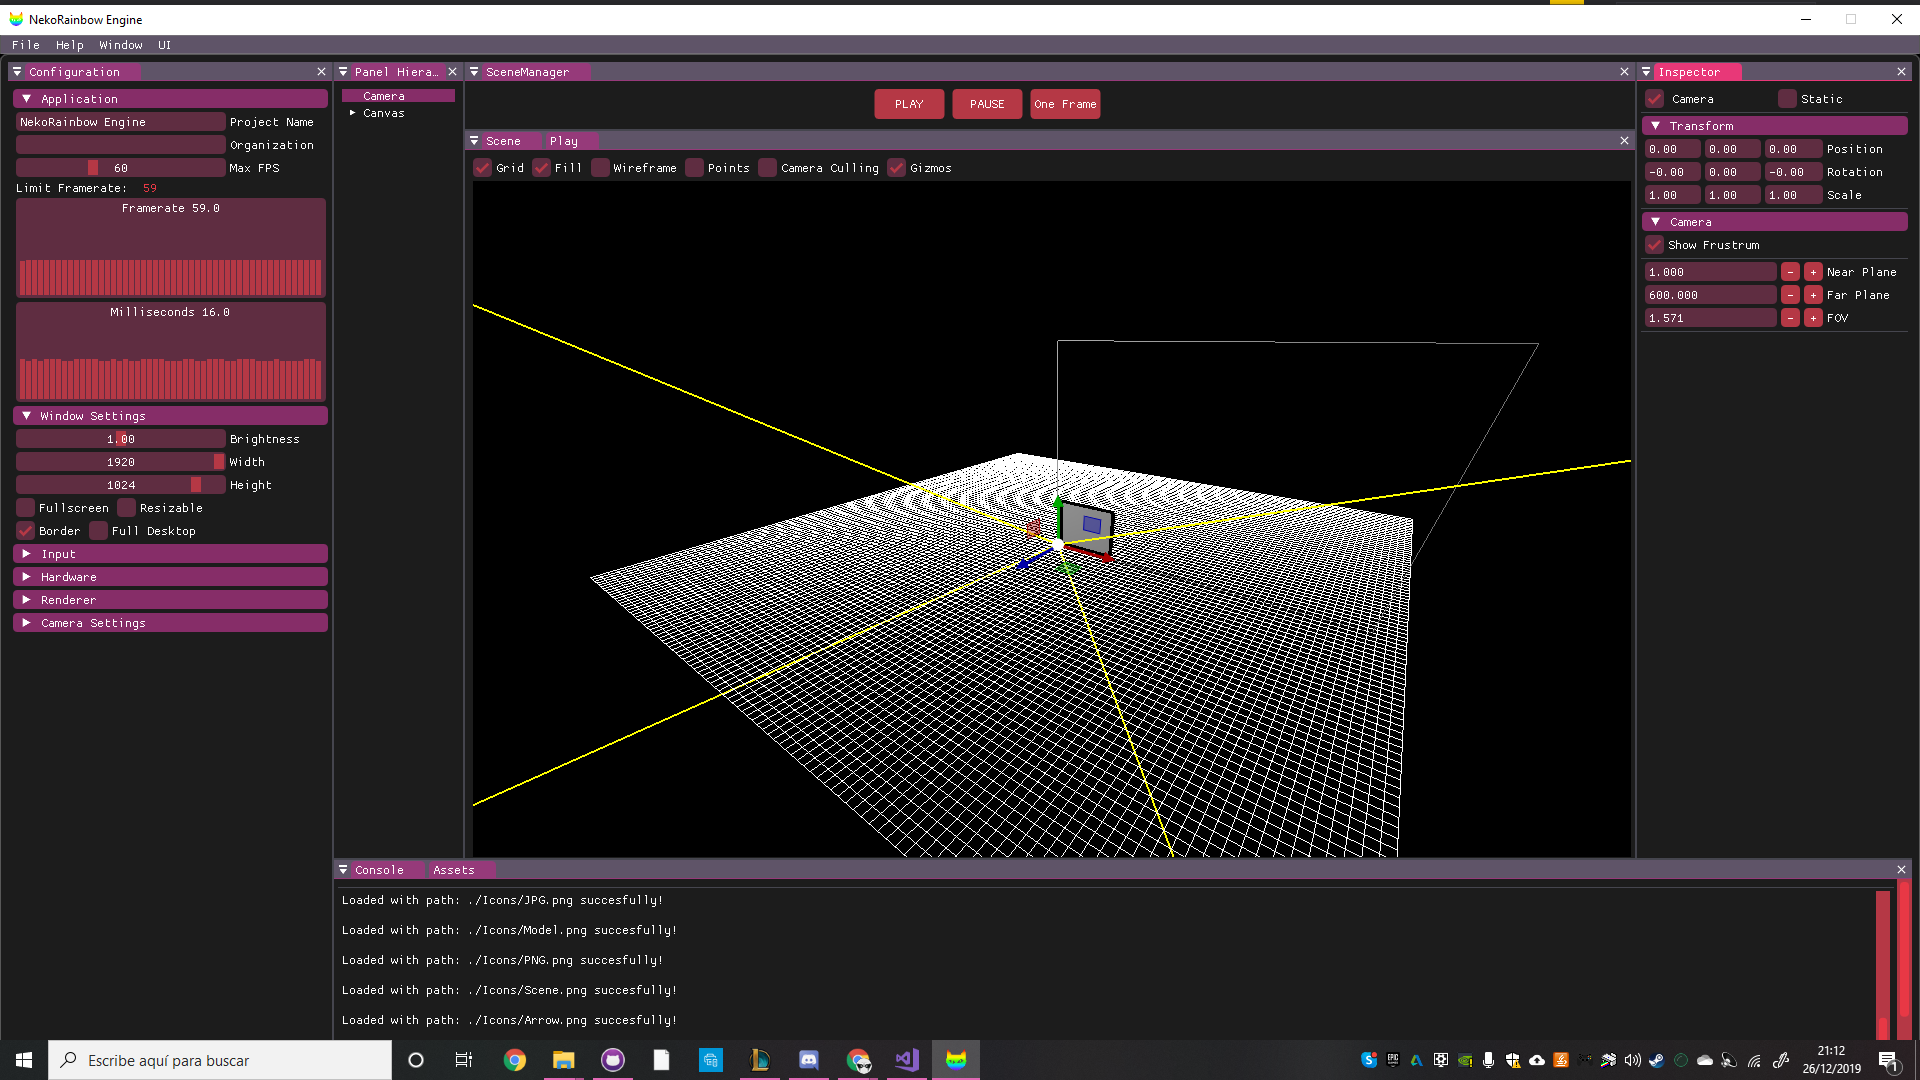 NekoRainbow Engine
File Help Window UI
Configuration
Application
NekoRainbow Engine Project Name
Organization
60 Max FPS
Limit Framerate: 59
Framerate 59.0
Milliseconds 16.0
Window Settings
1.00 Brightness
1920 Width
1024 Height
Fullscreen Resizable
Border Full Desktop
Input
Hardware
Renderer
Camera Settings
Panel Hiera…
Camera
Canvas
SceneManager
PLAY PAUSE One Frame
Scene Play
Grid Fill Wireframe Points Camera Culling Gizmos
Inspector
Camera Static
Transform
0.00 0.00 0.00 Position
-0.00 0.00 -0.00 Rotation
1.00 1.00 1.00 Scale
Camera
Show Frustrum
1.000 - + Near Plane
600.000 - + Far Plane
1.571 - + FOV
Console Assets
Loaded with path: ./Icons/JPG.png succesfully!
Loaded with path: ./Icons/Model.png succesfully!
Loaded with path: ./Icons/PNG.png succesfully!
Loaded with path: ./Icons/Scene.png succesfully!
Loaded with path: ./Icons/Arrow.png succesfully!
Escribe aquí para buscar
21:12
26/12/2019
1